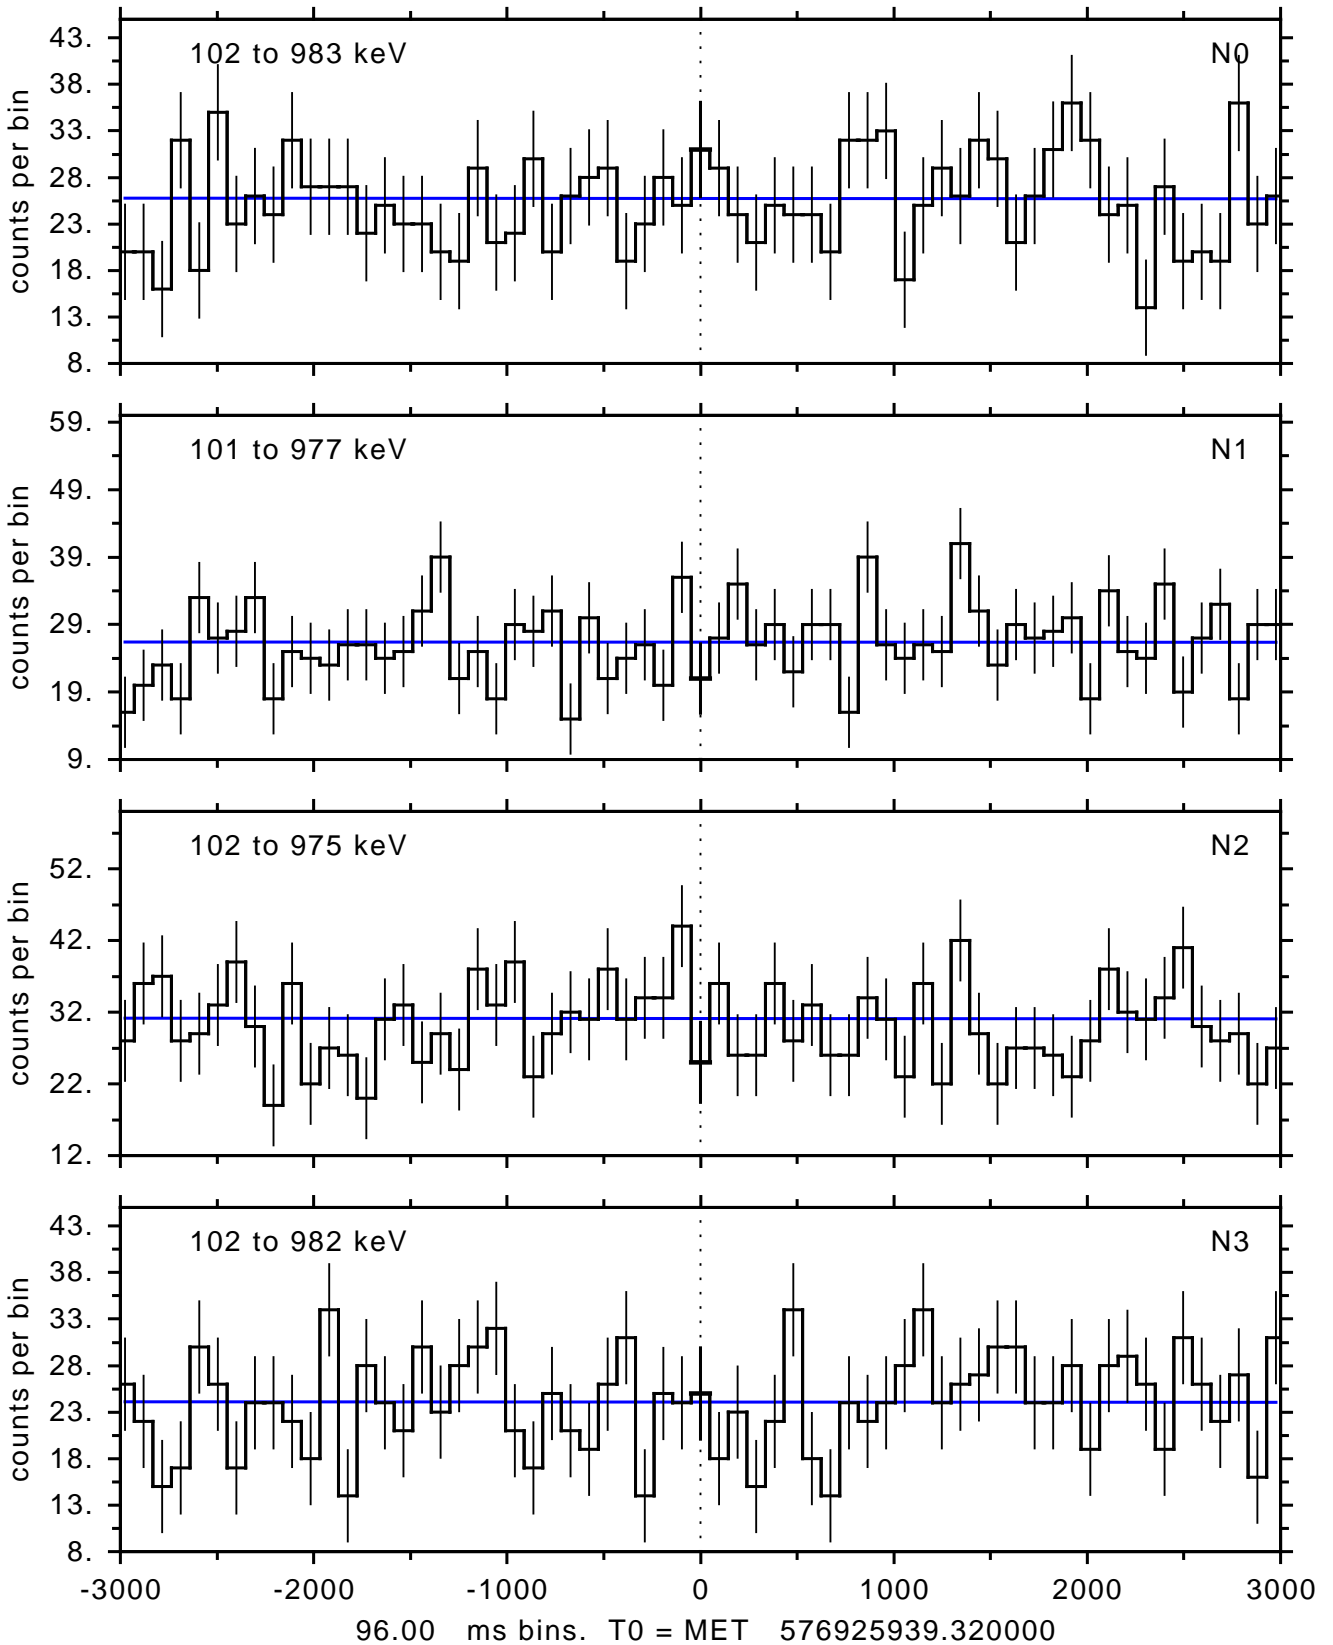 43.
102 to 983 keV N0
38.
33.
28.
23.
18.
13.
8.
counts per bin
59.
101 to 977 keV N1
49.
39.
29.
19.
9.
counts per bin
102 to 975 keV N2
52.
42.
32.
22.
12.
counts per bin
43.
102 to 982 keV N3
38.
33.
28.
23.
18.
13.
8.
counts per bin
-3000 -2000 -1000 0 1000 2000 3000
96.00 ms bins. T0 = MET 576925939.320000